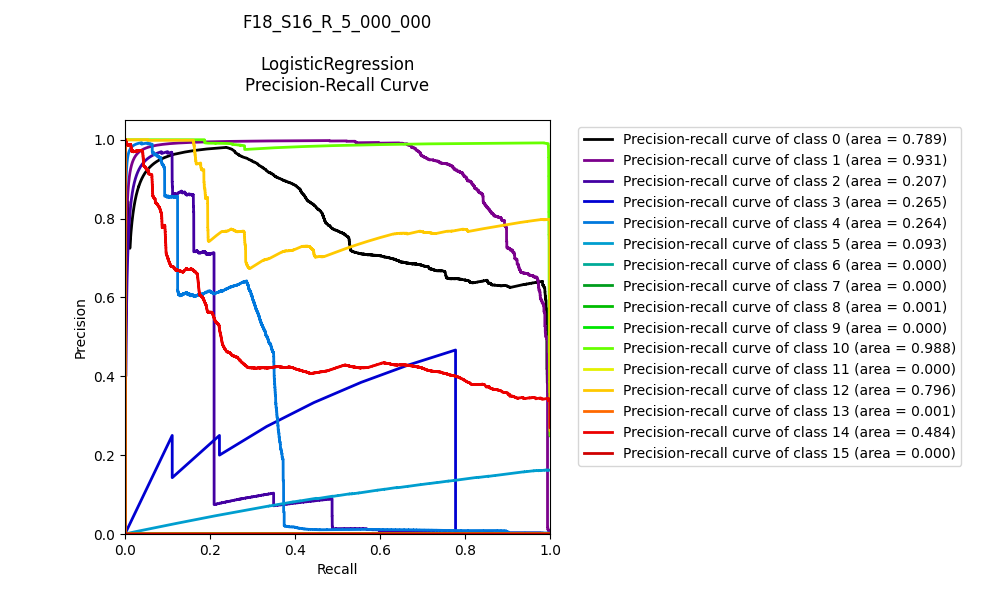 F18_S16_R_5_000_000
LogisticRegression
Precision-Recall Curve
1.0
0.8
0.6
0.4
0.2
0.0
Precision
0.0 0.2 0.4 0.6 0.8 1.0
Recall
Precision-recall curve of class 0 (area = 0.789)
Precision-recall curve of class 1 (area = 0.931)
Precision-recall curve of class 2 (area = 0.207)
Precision-recall curve of class 3 (area = 0.265)
Precision-recall curve of class 4 (area = 0.264)
Precision-recall curve of class 5 (area = 0.093)
Precision-recall curve of class 6 (area = 0.000)
Precision-recall curve of class 7 (area = 0.000)
Precision-recall curve of class 8 (area = 0.001)
Precision-recall curve of class 9 (area = 0.000)
Precision-recall curve of class 10 (area = 0.988)
Precision-recall curve of class 11 (area = 0.000)
Precision-recall curve of class 12 (area = 0.796)
Precision-recall curve of class 13 (area = 0.001)
Precision-recall curve of class 14 (area = 0.484)
Precision-recall curve of class 15 (area = 0.000)